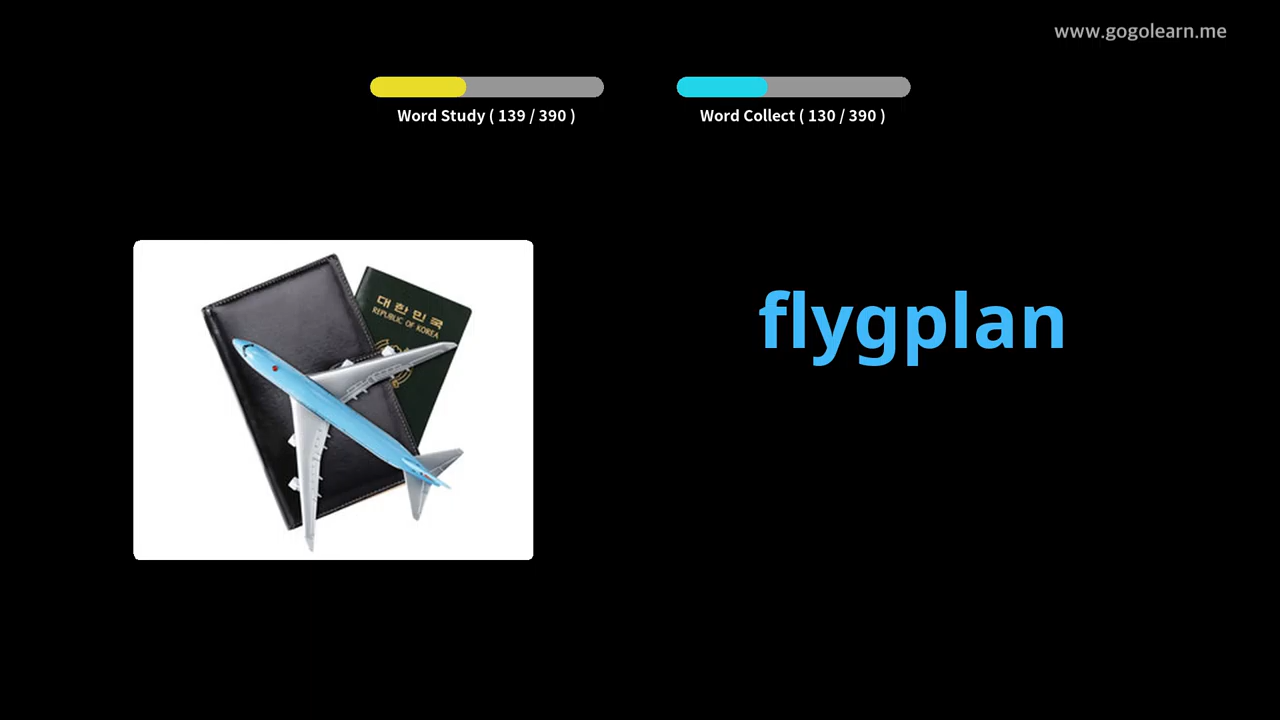 www.gogolearn.me
Word Study ( 139 / 390 )
Word Collect ( 130 / 390 )
대한민국
REPUBLIC OF KOREA
flygplan